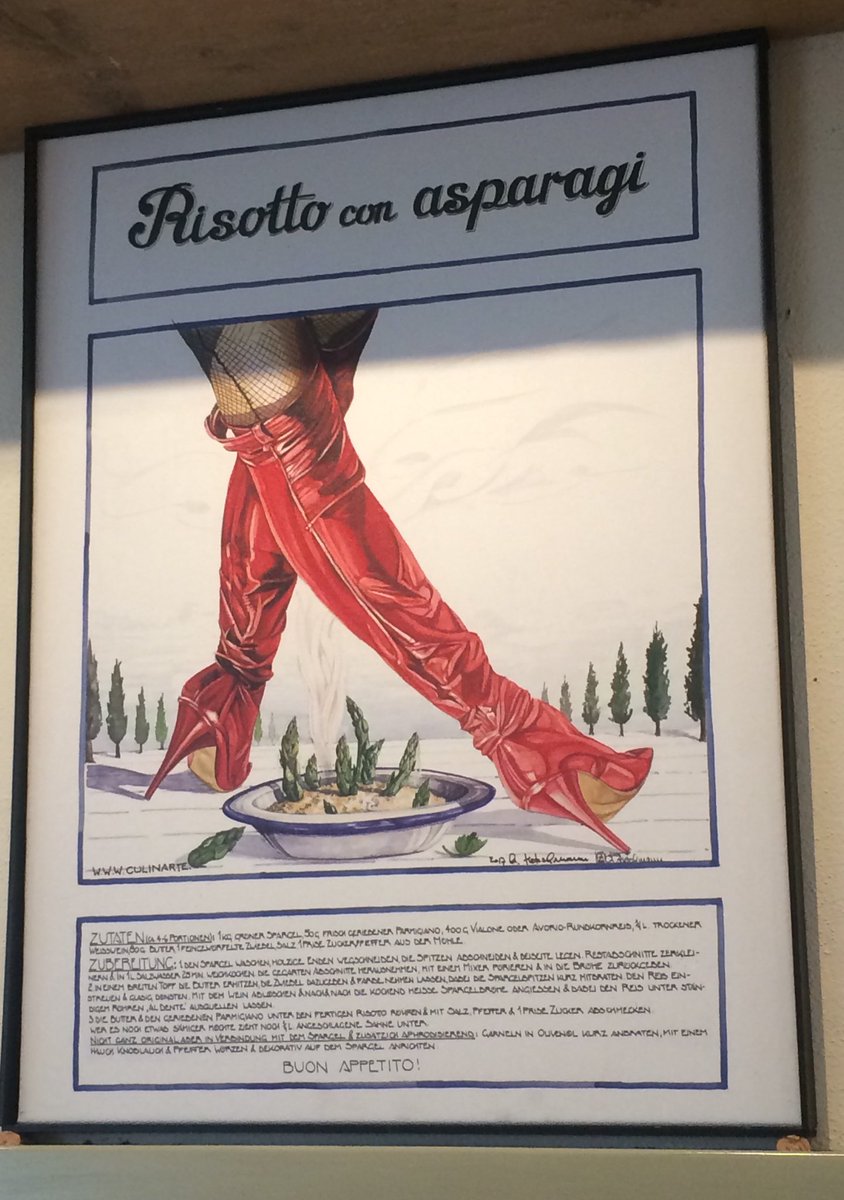 Risotto con asparagi
W.W.W. CULINARTE.
ZUTATEN (CA. 4-6 PORTIONEN): 1 KG GRÜNER SPARGEL, 50G FRISCH GERIEBENER PARMIGIANO, 400G VIALONE ODER AVORIO-RUNDKORNREIS, L TROCKENER
WEISSWEIN, 80G BUTTER 1 FEINGEWÜRFELTE ZWIEBEL, SALZ 1 PRISE ZUCKER, PFEFFER AUS DER MÜHLE.
ZUBEREITUNG: 1 DEN SPARGEL WASCHEN, HOLZIGE ENDEN WEGSCHNEIDEN, DIE SPITZEN ABSCHNEIDEN & BEISEITE LEGEN. RESTABSCHNITTE ZERKLEI-
NERN & IN 1L SALZWASSER 25 MIN. WEICHKOCHEN, DIE GEGARTEN ABSCHNITTE HERAUSNEHMEN, MIT EINEM MIXER PÜRIEREN & IN DIE BRÜHE ZURÜCKGEBEN.
2. IN EINEM BREITEN TOPF DIE BUTTER ERHITZEN, DIE ZWIEBEL DAZUGEBEN & FARBE NEHMEN LASSEN, DABEI DIE SPARGELSPITZEN KURZ MITBRATEN. DEN REIS EIN-
STREUEN & GLASIG DÜNSTEN. MIT DEM WEIN ABLÖSCHEN & NACH & NACH DIE KOCHEND HEISSE SPARGELBRÜHE ANGIESSEN & DABEI DEN REIS UNTER STÄN-
DIGEM RÜHREN „AL DENTE" AUSQUELLEN LASSEN.
3 DIE BUTTER & DEN GERIEBENEN PARMIGIANO UNTER DEN FERTIGEN RISOTTO RÜHREN & MIT SALZ, PFEFFER & 1 PRISE ZUCKER ABSCHMECKEN.
WER ES NOCH ETWAS SÄMIGER MÖCHTE ZIEHT NOCH L ANGESCHLAGENE SAHNE UNTER.
NICHT GANZ ORIGINAL ABER IN VERBINDUNG MIT DEM SPARGEL & ZUSÄTZLICH APHRODISIEREND: GARNELEN IN OLIVENÖL KURZ ANBRATEN, MIT EINEM
HAUCH KNOBLAUCH & PFEFFER WÜRZEN & DEKORATIV AUF DEM SPARGEL ANRICHTEN.
BUON APPETITO!